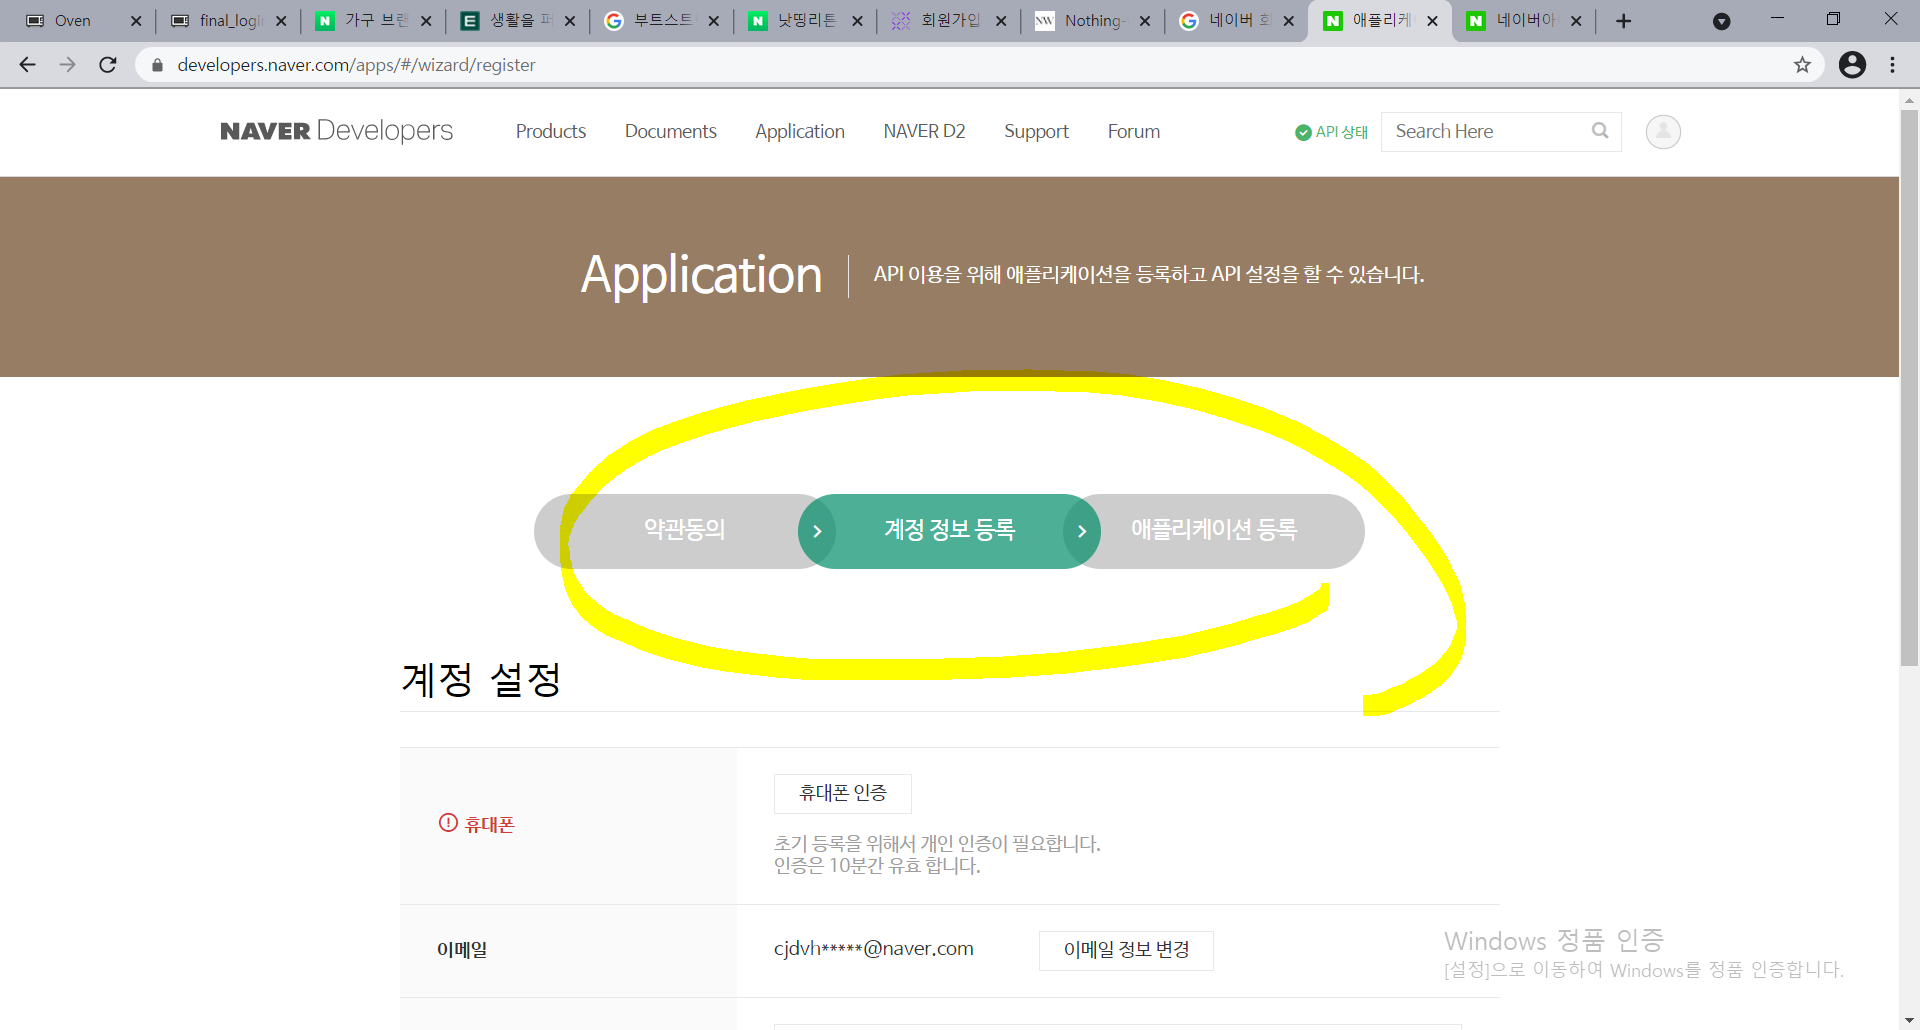 Oven
final_logi
가구 브랜
생활을 퍼
부트스트
낫띵리튼
회원가입
Nothing-
네이버 회
애플리케
네이버아
developers.naver.com/apps/#/wizard/register
NAVER Developers
Products
Documents
Application
NAVER D2
Support
Forum
API 상태
Search Here
Application
API 이용을 위해 애플리케이션을 등록하고 API 설정을 할 수 있습니다.
약관동의
계정 정보 등록
애플리케이션 등록
계정 설정
휴대폰
휴대폰 인증
초기 등록을 위해서 개인 인증이 필요합니다.
인증은 10분간 유효 합니다.
이메일
cjdvh*****@naver.com
이메일 정보 변경
Windows 정품 인증
[설정]으로 이동하여 Windows를 정품 인증합니다.